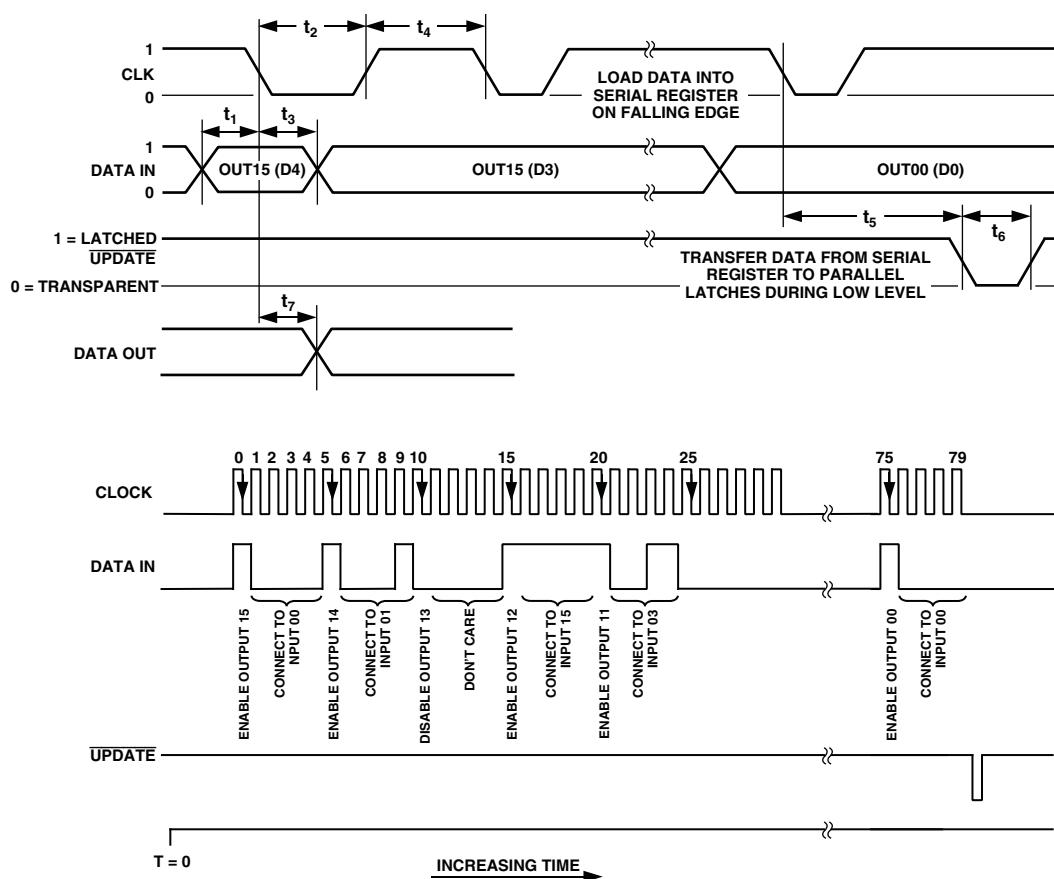 t2
t4
1
CLK
0
LOAD DATA INTO
SERIAL REGISTER
ON FALLING EDGE
t1
t3
1
DATA IN
0
OUT15 (D4)
OUT15 (D3)
OUT00 (D0)
t5
t6
1 = LATCHED
UPDATE
0 = TRANSPARENT
TRANSFER DATA FROM SERIAL
REGISTER TO PARALLEL
LATCHES DURING LOW LEVEL
t7
DATA OUT
0 1 2 3 4 5 6 7 8 9 10 15 20 25 75 79
CLOCK
DATA IN
ENABLE OUTPUT 15
CONNECT TO
NPUT 00
ENABLE OUTPUT 14
CONNECT TO
INPUT 01
DISABLE OUTPUT 13
DON'T CARE
ENABLE OUTPUT 12
CONNECT TO
INPUT 15
ENABLE OUTPUT 11
CONNECT TO
INPUT 03
ENABLE OUTPUT 00
CONNECT TO
INPUT 00
UPDATE
T = 0
INCREASING TIME